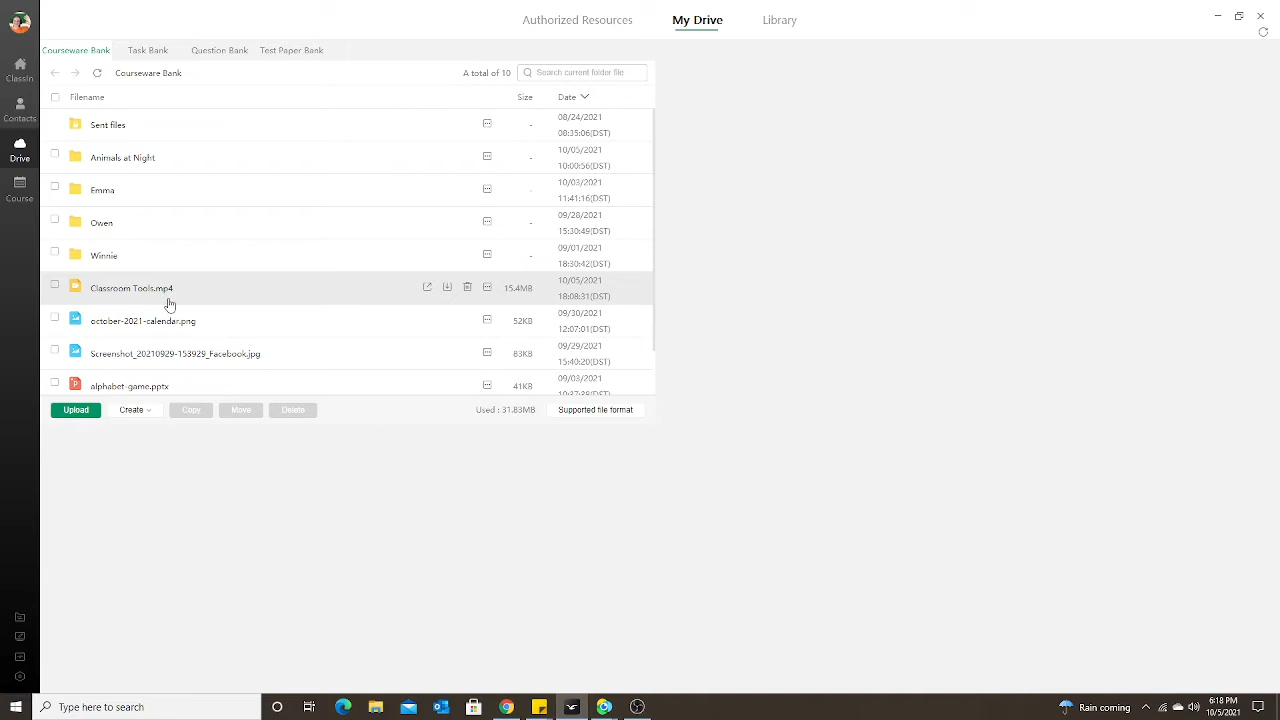 Authorized Resources My Drive Library
Courseware Bank Task Bank Question Bank Test Paper Bank
ClassIn
Contacts
Drive
Course
Courseware Bank A total of 10 Search current folder file
Filename Size Date
Sent files - 08/24/2021
08:35:06(DST)
Animals at Night - 10/05/2021
10:00:56(DST)
Emma - 10/03/2021
11:41:16(DST)
Owen - 09/28/2021
15:30:49(DST)
Winnie - 09/01/2021
18:30:42(DST)
Classroom Tools.mp4 15.4MB 10/05/2021
18:08:31(DST)
october-2021-calendar.png 52KB 09/30/2021
12:07:01(DST)
Screenshot_20210929-153929_Facebook.jpg 83KB 09/29/2021
15:40:20(DST)
alphabet-game.pptx 41KB 09/03/2021
Upload Create Copy Move Delete Used : 31.83MB Supported file format
Type here to search Rain coming 6:18 PM
10/5/2021